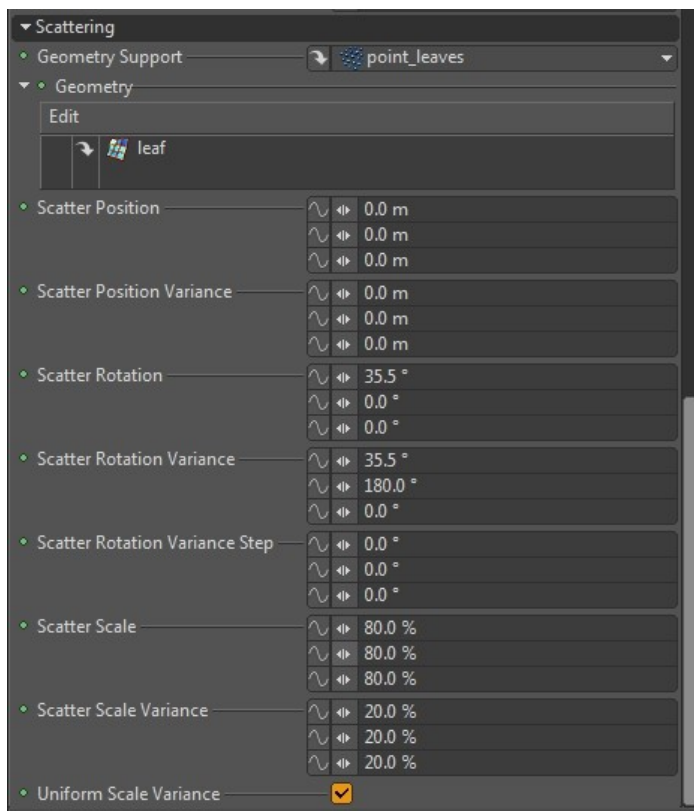 Scattering
Geometry Support point_leaves
Geometry
Edit
leaf
Scatter Position 0.0 m
0.0 m
0.0 m
Scatter Position Variance 0.0 m
0.0 m
0.0 m
Scatter Rotation 35.5 °
0.0 °
0.0 °
Scatter Rotation Variance 35.5 °
180.0 °
0.0 °
Scatter Rotation Variance Step 0.0 °
0.0 °
0.0 °
Scatter Scale 80.0 %
80.0 %
80.0 %
Scatter Scale Variance 20.0 %
20.0 %
20.0 %
Uniform Scale Variance